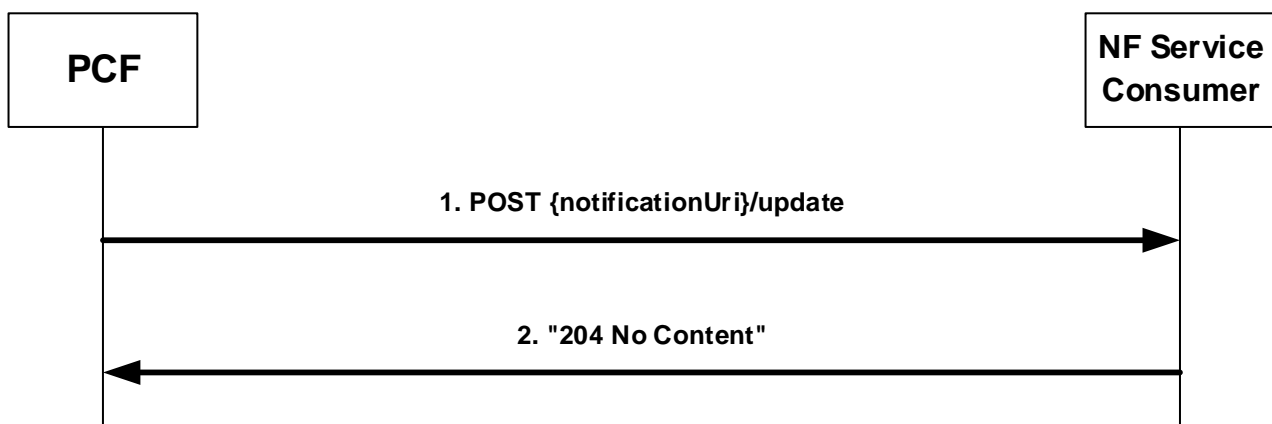 PCF
NF Service
Consumer
1. POST {notificationUri}/update
2. "204 No Content"